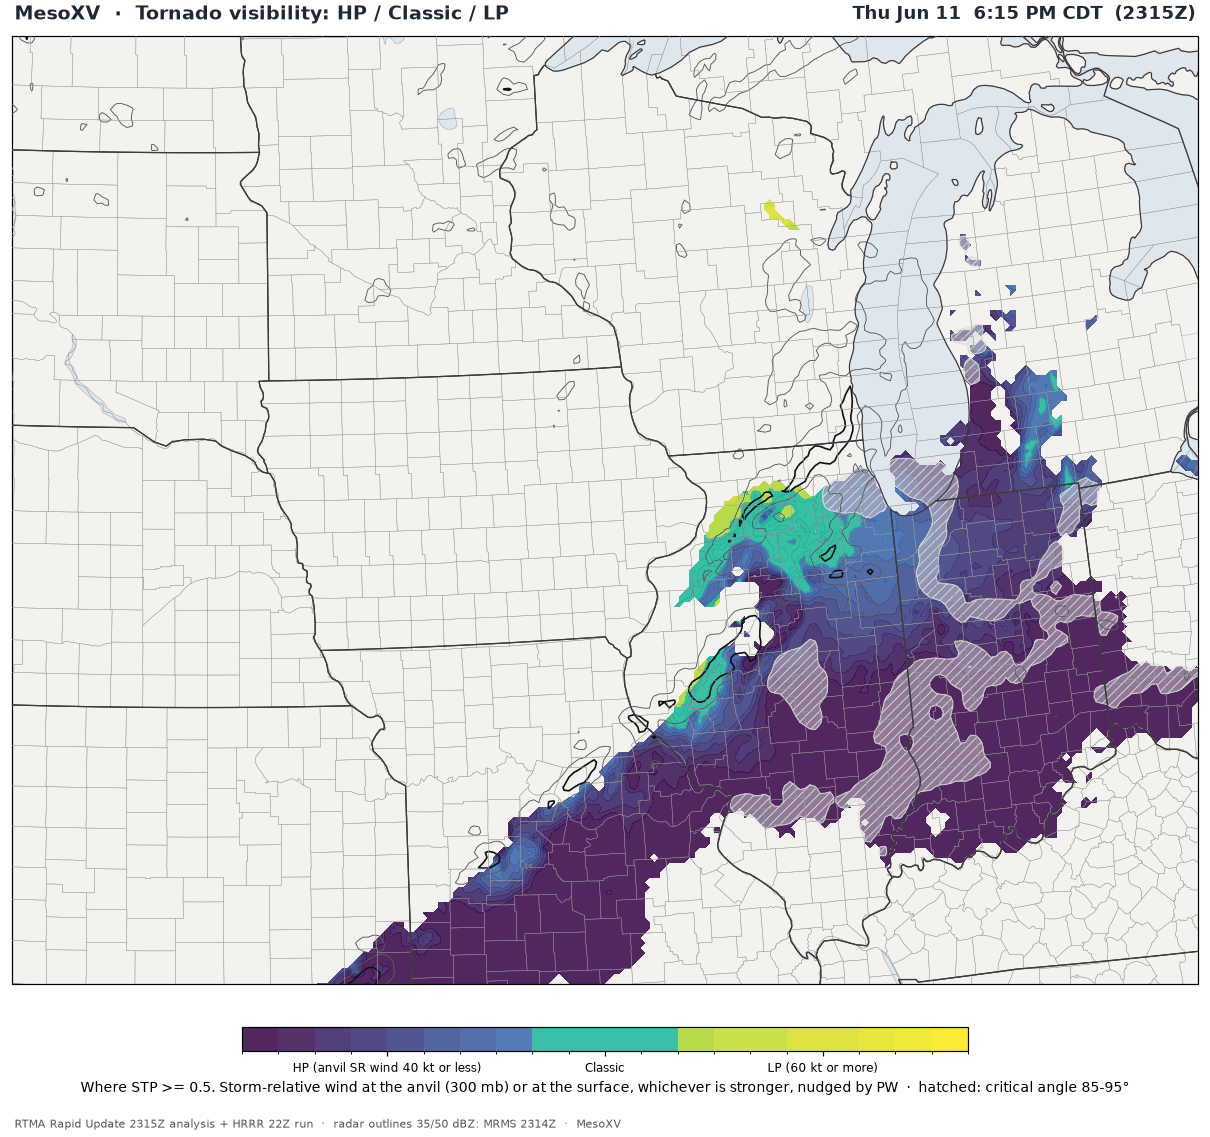 MesoXV · Tornado visibility: HP / Classic / LP
Thu Jun 11 6:15 PM CDT (2315Z)
HP (anvil SR wind 40 kt or less)
Classic
LP (60 kt or more)
Where STP >= 0.5. Storm-relative wind at the anvil (300 mb) or at the surface, whichever is stronger, nudged by PW · hatched: critical angle 85-95°
RTMA Rapid Update 2315Z analysis + HRRR 22Z run · radar outlines 35/50 dBZ: MRMS 2314Z · MesoXV